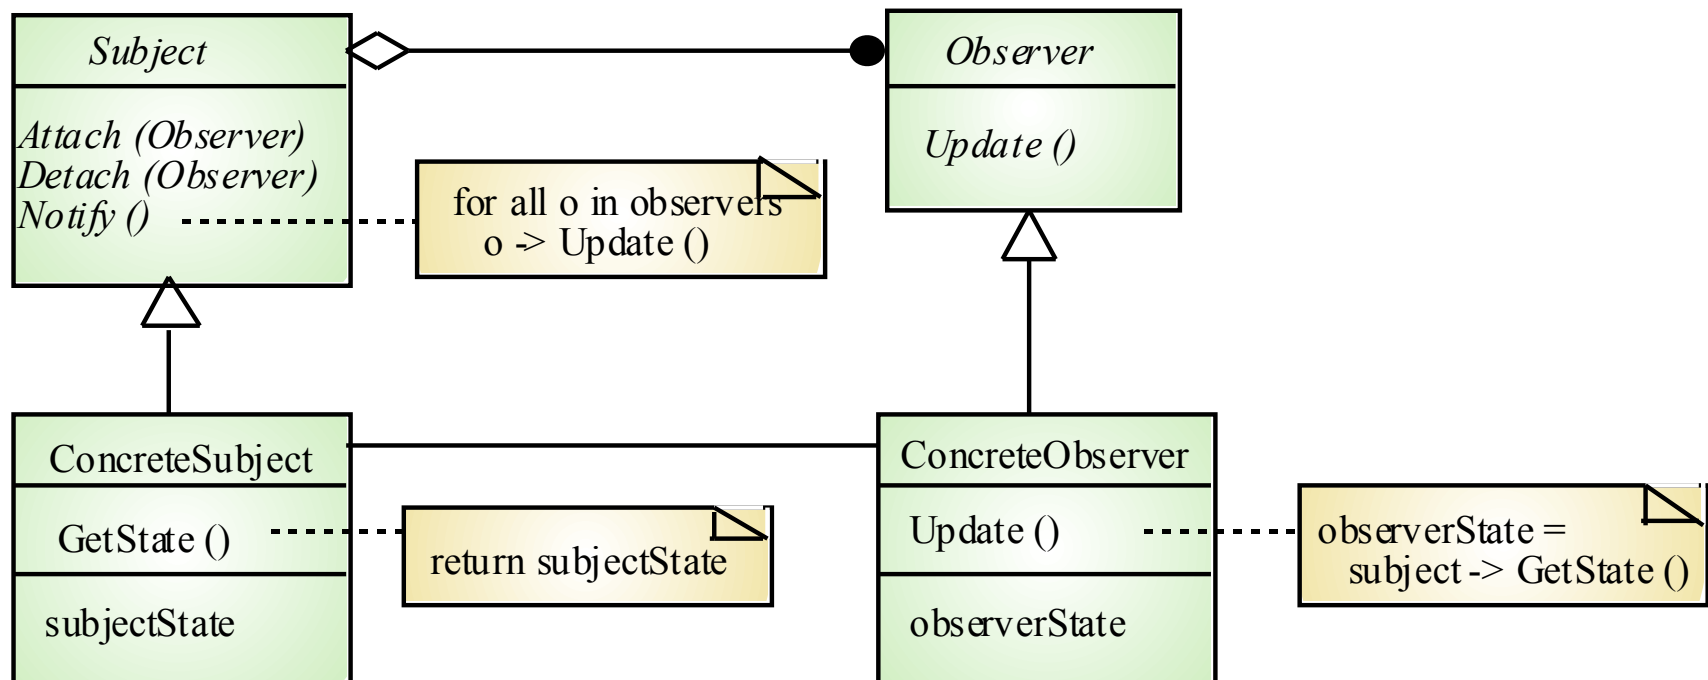 Subject
Attach (Observer)
Detach (Observer)
Notify ()
for all o in observers
o -> Update ()
Observer
Update ()
ConcreteSubject
GetState ()
subjectState
return subjectState
ConcreteObserver
Update ()
observerState
observerState =
subject -> GetState ()